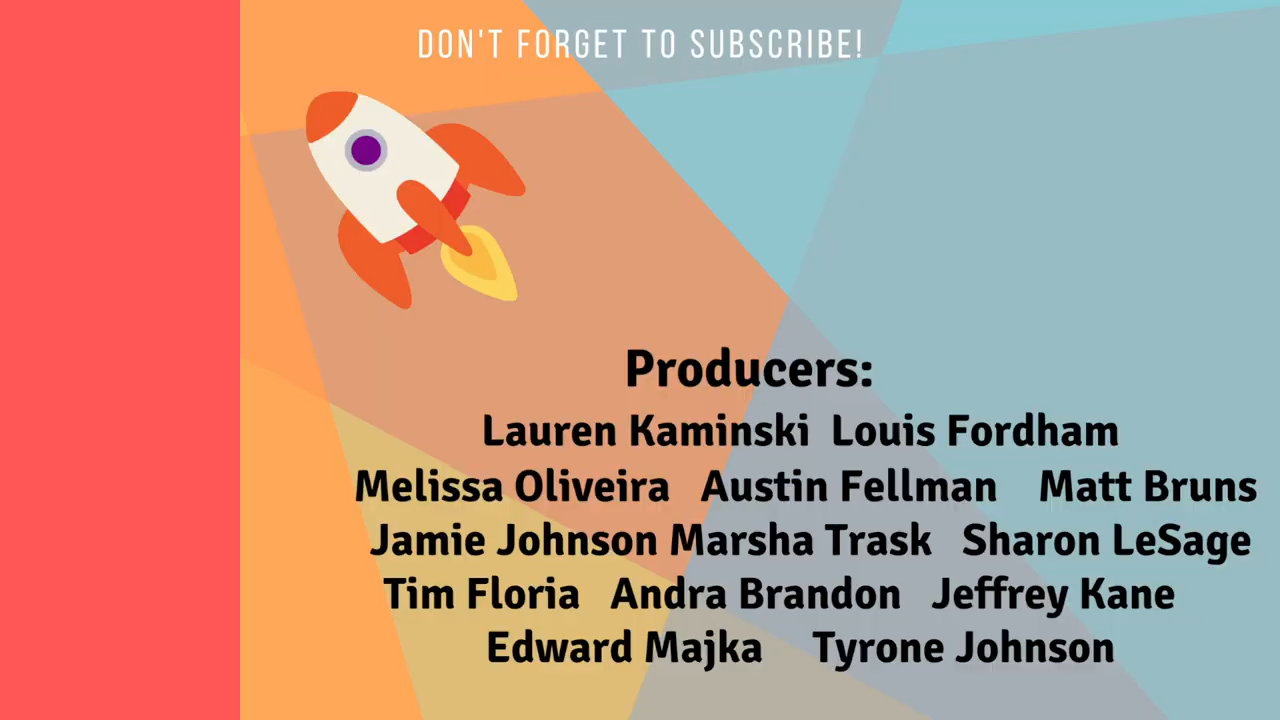 DON'T FORGET TO SUBSCRIBE!
Producers:
Lauren Kaminski Louis Fordham
Melissa Oliveira Austin Fellman Matt Bruns
Jamie Johnson Marsha Trask Sharon LeSage
Tim Floria Andra Brandon Jeffrey Kane
Edward Majka Tyrone Johnson